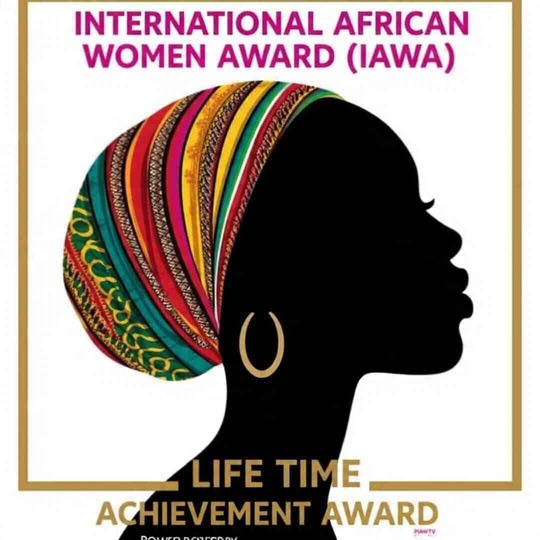 INTERNATIONAL AFRICAN
WOMEN AWARD (IAWA)
LIFE TIME
ACHIEVEMENT AWARD